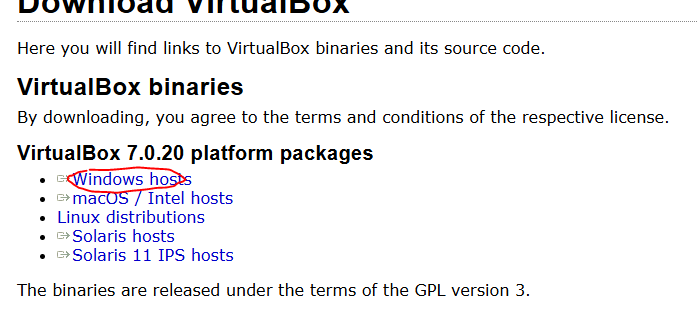 Download VirtualBox
Here you will find links to VirtualBox binaries and its source code.
VirtualBox binaries
By downloading, you agree to the terms and conditions of the respective license.
VirtualBox 7.0.20 platform packages
Windows hosts
macOS / Intel hosts
Linux distributions
Solaris hosts
Solaris 11 IPS hosts
The binaries are released under the terms of the GPL version 3.